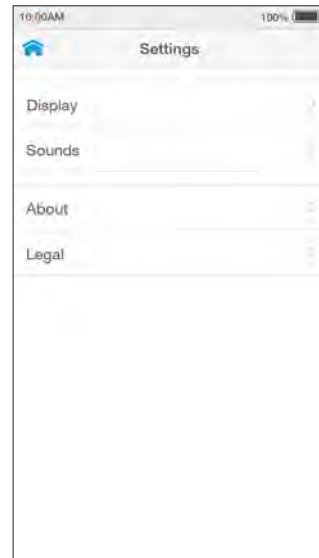 10:00AM 100%
Settings
Display
Sounds
About
Legal